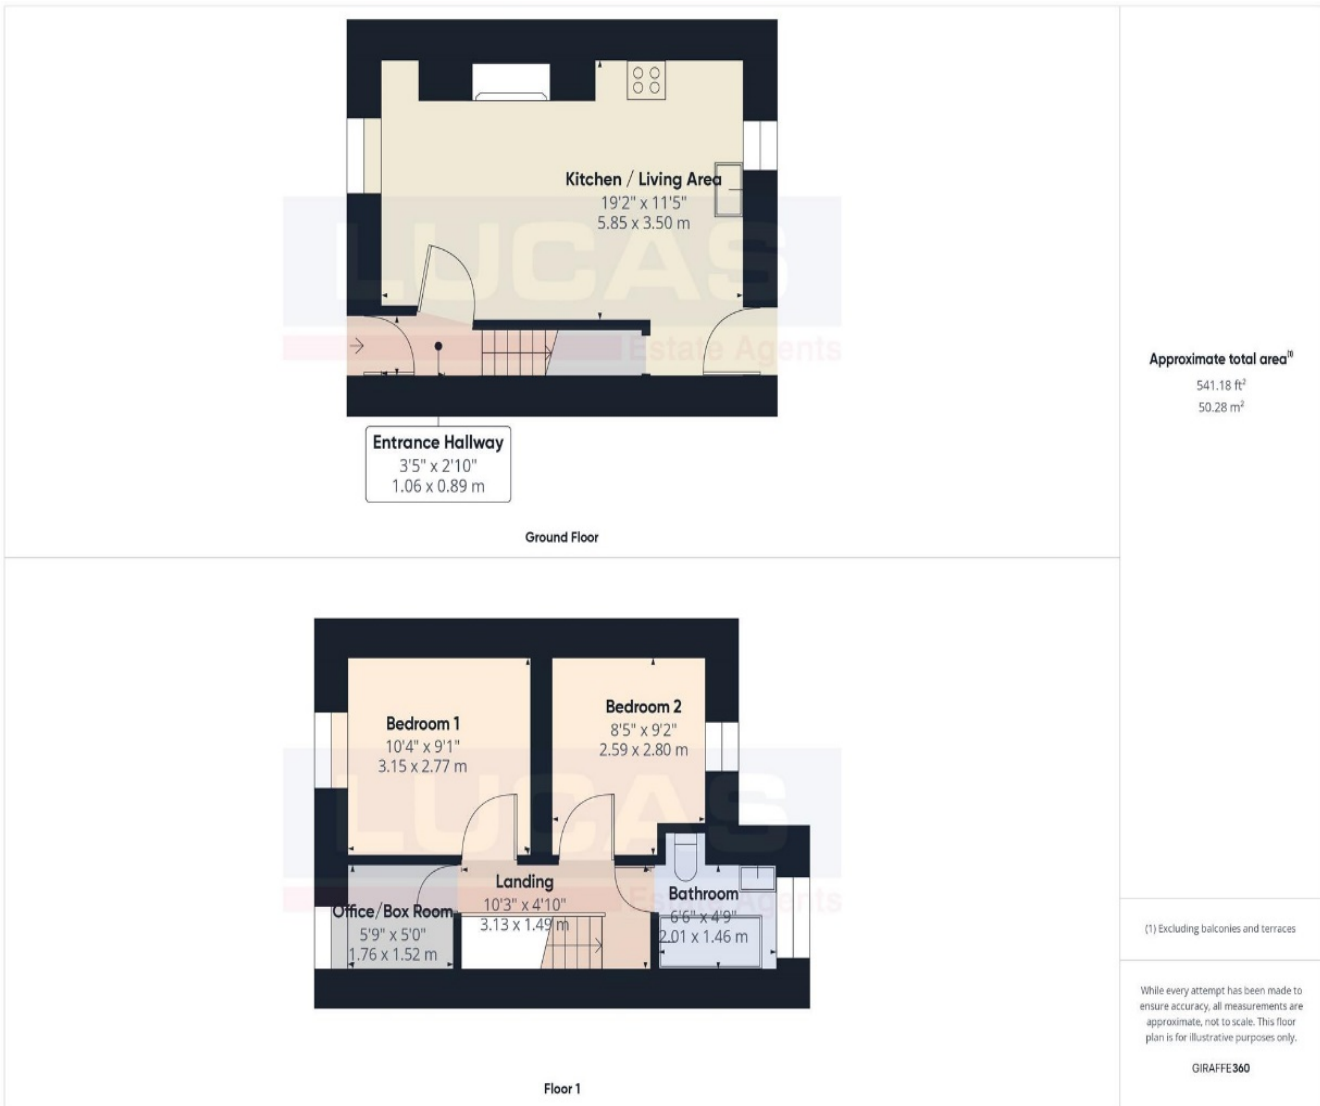 Kitchen / Living Area
19'2" x 11'5"
5.85 x 3.50 m
LUCAS
Estate Agents
Entrance Hallway
3'5" x 2'10"
1.06 x 0.89 m
Ground Floor
Approximate total area(1)
541.18 ft²
50.28 m²
Bedroom 1
10'4" x 9'1"
3.15 x 2.77 m
Bedroom 2
8'5" x 9'2"
2.59 x 2.80 m
LUCAS
Estate Agents
Landing
10'3" x 4'10"
3.13 x 1.49 m
Bathroom
6'6" x 4'9"
2.01 x 1.46 m
Office/Box Room
5'9" x 5'0"
1.76 x 1.52 m
Floor 1
(1) Excluding balconies and terraces
While every attempt has been made to
ensure accuracy, all measurements are
approximate, not to scale. This floor
plan is for illustrative purposes only.
GIRAFFE360